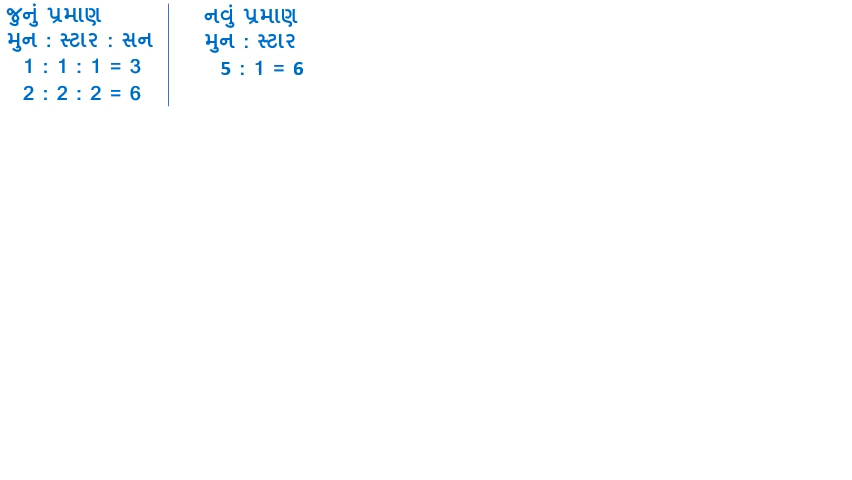 જુનું પ્રમાણ
મુન : સ્ટાર : સન
1 : 1 : 1 = 3
2 : 2 : 2 = 6
નવું પ્રમાણ
મુન : સ્ટાર
5 : 1 = 6